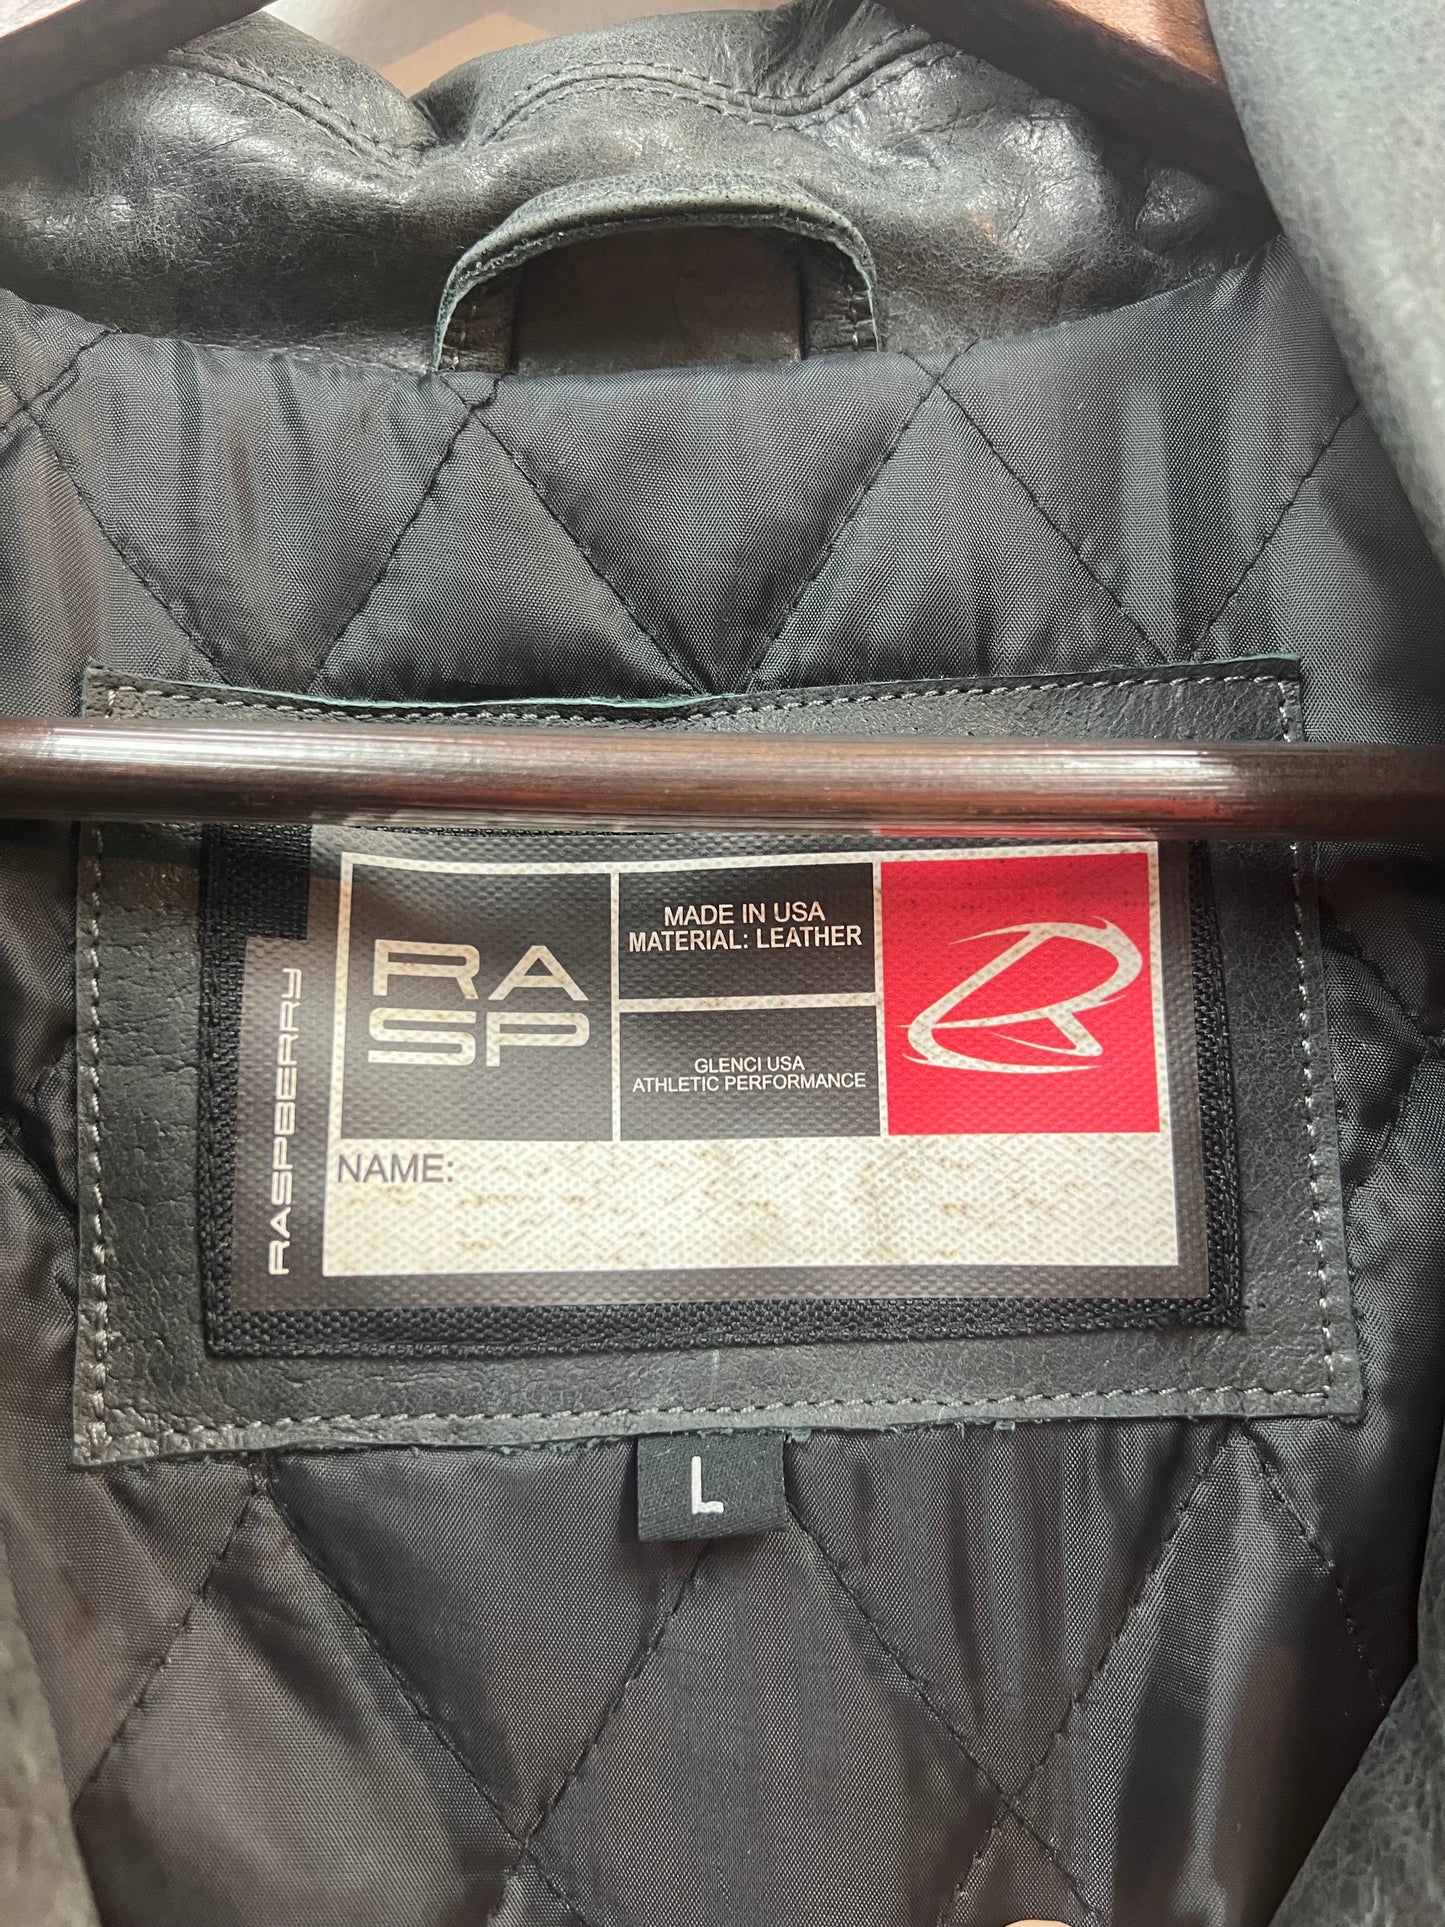 RA
SP
MADE IN USA
MATERIAL: LEATHER
GLENCI USA
ATHLETIC PERFORMANCE
RASPBERRY
NAME:
L